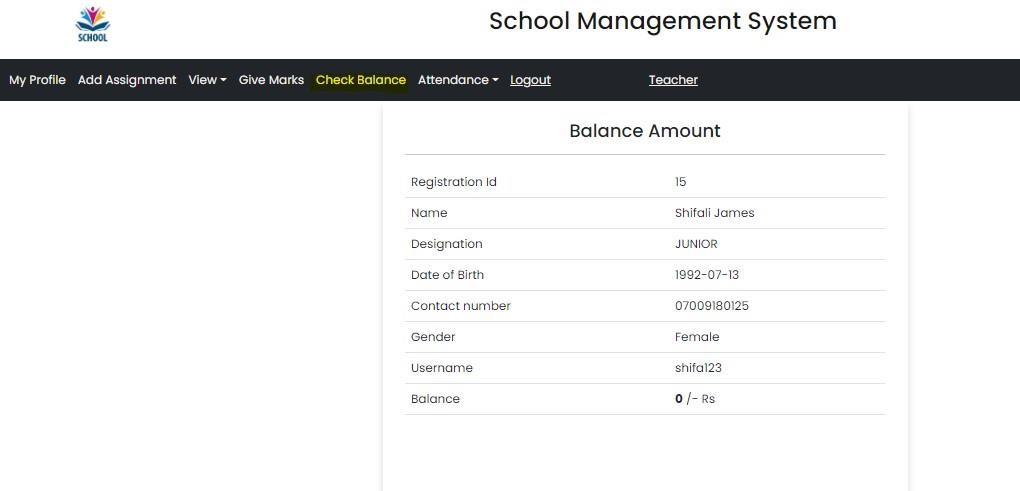 SCHOOL
School Management System
My Profile Add Assignment View Give Marks Check Balance Attendance Logout Teacher
Balance Amount
Registration Id 15
Name Shifali James
Designation JUNIOR
Date of Birth 1992-07-13
Contact number 07009180125
Gender Female
Username shifa123
Balance 0 /- Rs